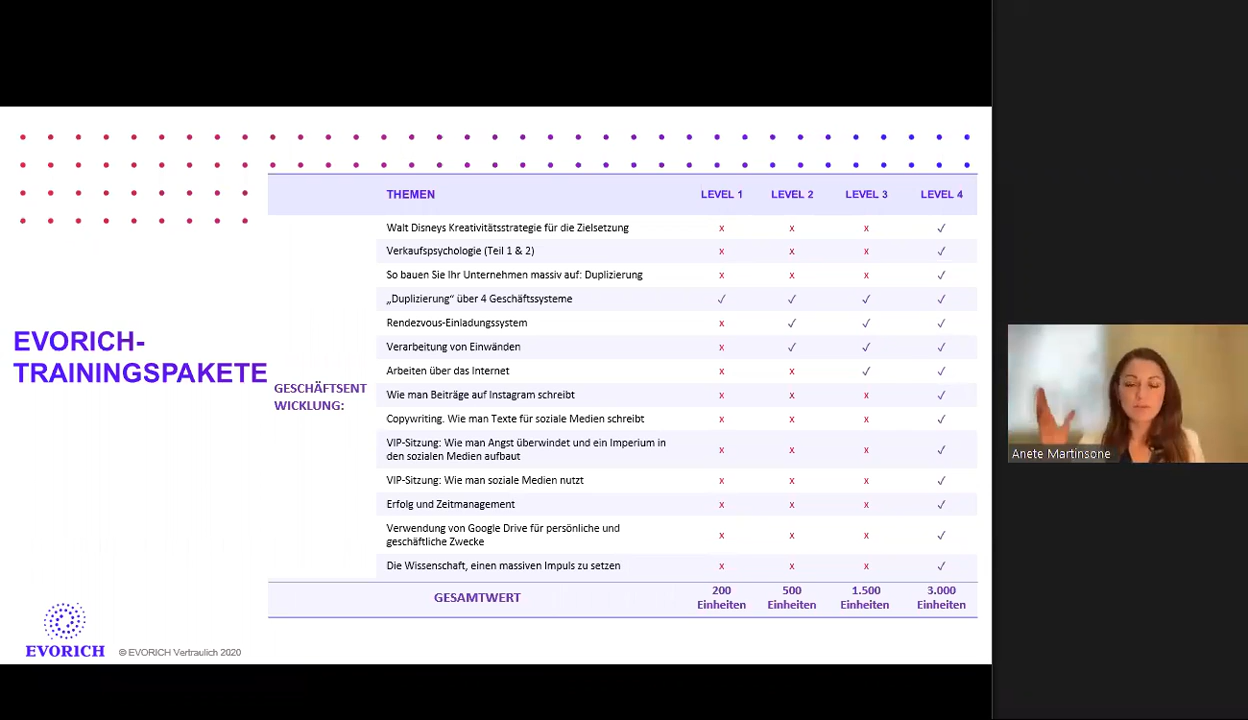 THEMEN LEVEL 1 LEVEL 2 LEVEL 3 LEVEL 4
Walt Disneys Kreativitätsstrategie für die Zielsetzung x x x ✓
Verkaufspsychologie (Teil 1 & 2) x x x ✓
So bauen Sie Ihr Unternehmen massiv auf: Duplizierung x x x ✓
„Duplizierung“ über 4 Geschäftssysteme ✓ ✓ ✓ ✓
Rendezvous-Einladungssystem x ✓ ✓ ✓
Verarbeitung von Einwänden x ✓ ✓ ✓
Arbeiten über das Internet x x ✓ ✓
Wie man Beiträge auf Instagram schreibt x x x ✓
Copywriting. Wie man Texte für soziale Medien schreibt x x x ✓
VIP-Sitzung: Wie man Angst überwindet und ein Imperium in
den sozialen Medien aufbaut x x x ✓
VIP-Sitzung: Wie man soziale Medien nutzt x x x ✓
Erfolg und Zeitmanagement x x x ✓
Verwendung von Google Drive für persönliche und
geschäftliche Zwecke x x x ✓
Die Wissenschaft, einen massiven Impuls zu setzen x x x ✓
EVORICH-
TRAININGSPAKETE
GESCHÄFTSENT
WICKLUNG:
GESAMTWERT
200 500 1.500 3.000
Einheiten Einheiten Einheiten Einheiten
EVORICH
© EVORICH Vertraulich 2020
Anete Martinsone